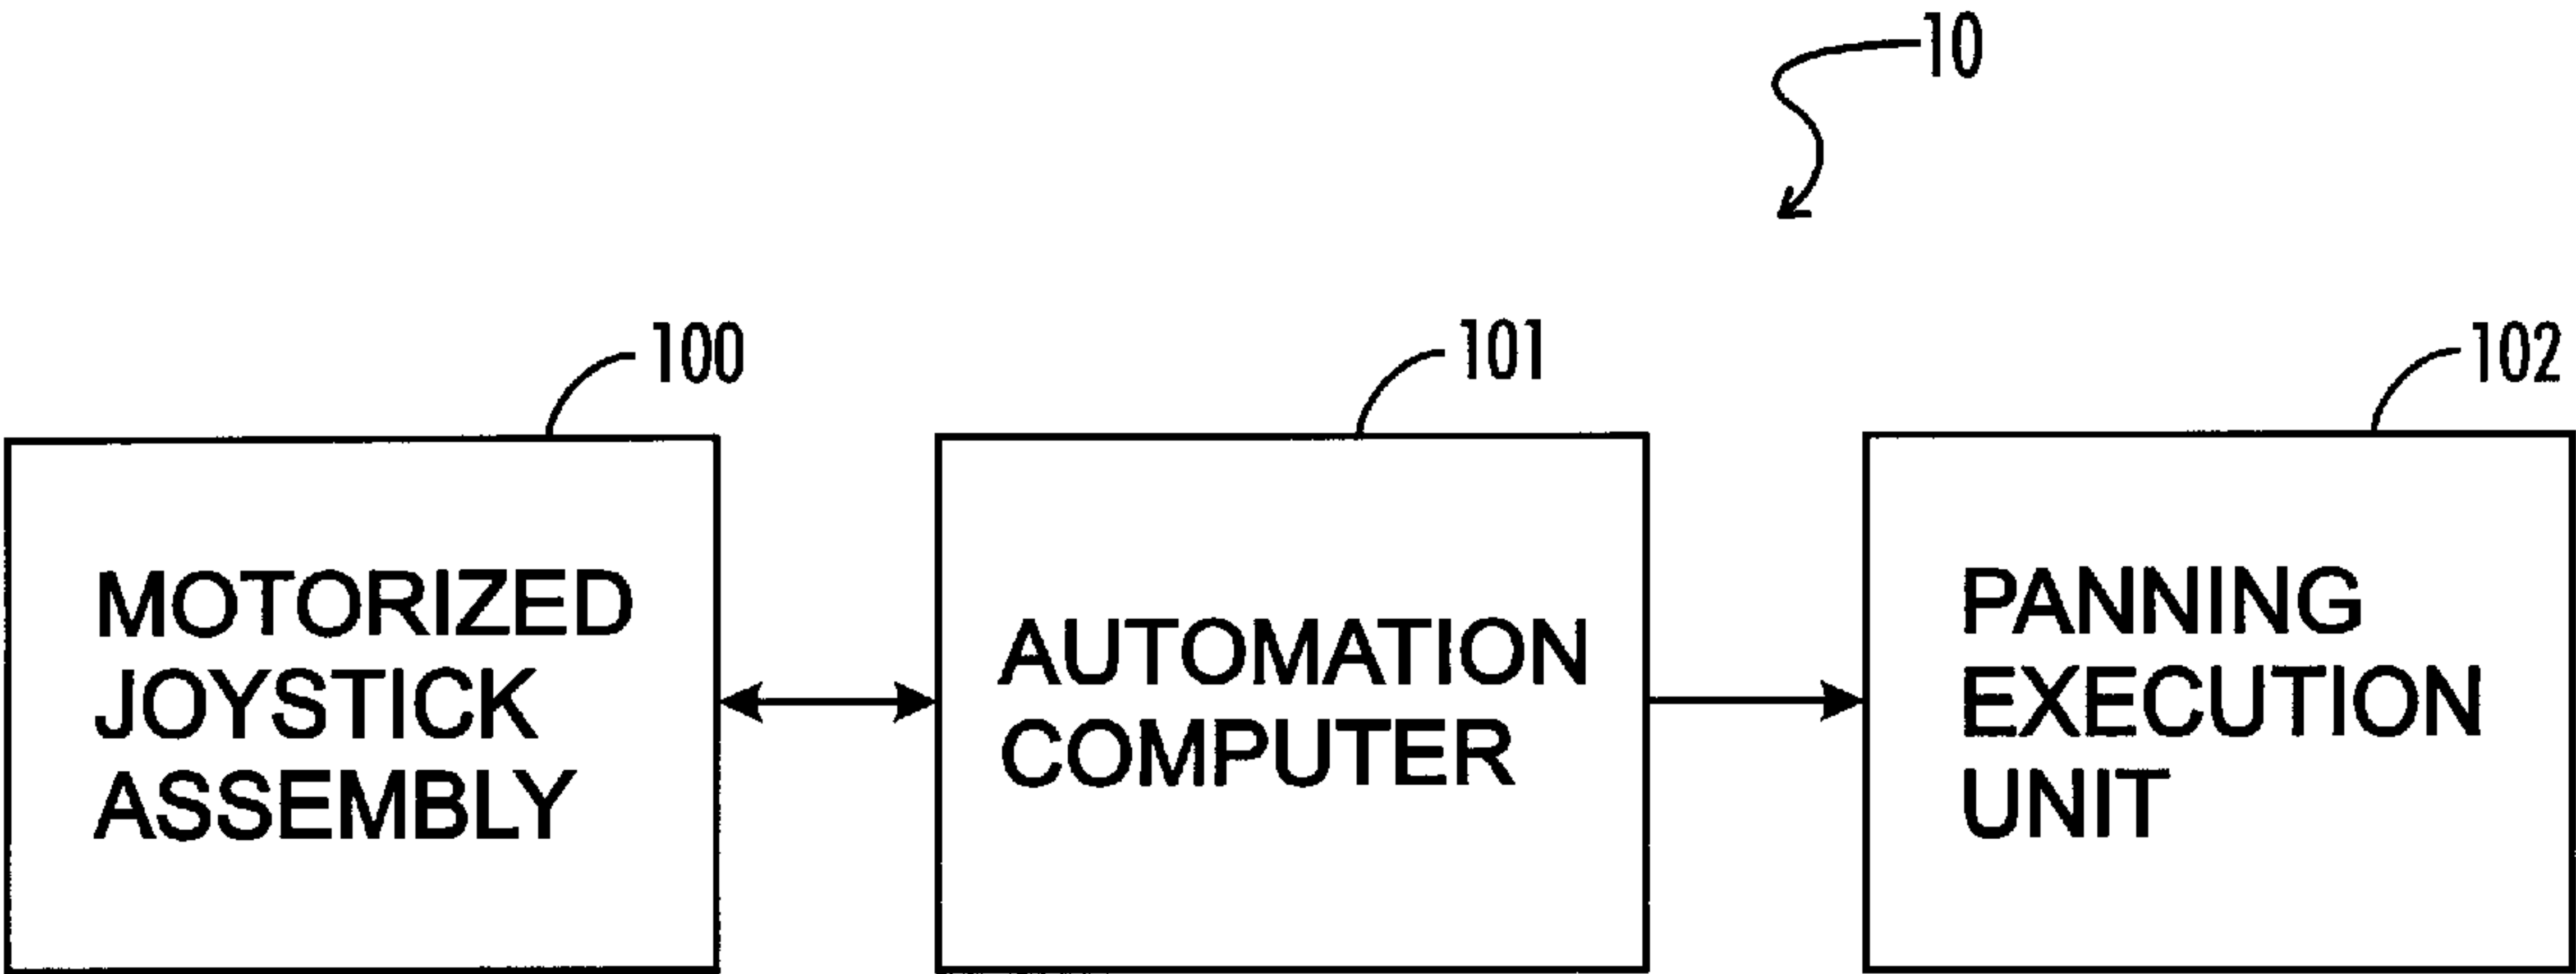 10
100
101
102
MOTORIZED
JOYSTICK
ASSEMBLY
AUTOMATION
COMPUTER
PANNING
EXECUTION
UNIT